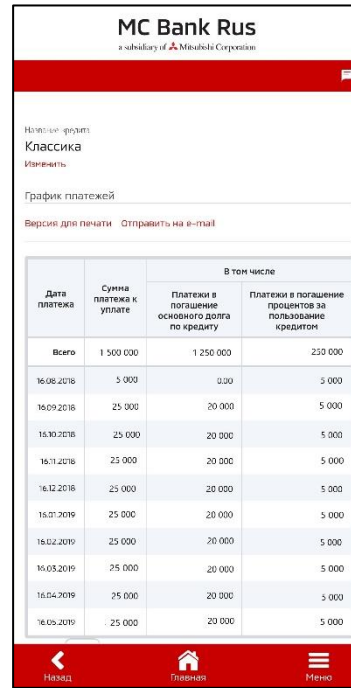 MC Bank Rus
a subsidiary of Mitsubishi Corporation
Название кредита
Классика
Изменить
График платежей
Версия для печати Отправить на e-mail
Дата платежа
Сумма платежа к уплате
В том числе
Платежи в погашение основного долга по кредиту
Платежи в погашение процентов за пользование кредитом
Всего 1 500 000 1 250 000 250 000
16.08.2018 5 000 0.00 5 000
16.09.2018 25 000 20 000 5 000
16.10.2018 25 000 20 000 5 000
16.11.2018 25 000 20 000 5 000
16.12.2018 25 000 20 000 5 000
16.01.2019 25 000 20 000 5 000
16.02.2019 25 000 20 000 5 000
16.03.2019 25 000 20 000 5 000
16.04.2019 25 000 20 000 5 000
16.05.2019 25 000 20 000 5 000
Назад Главная Меню